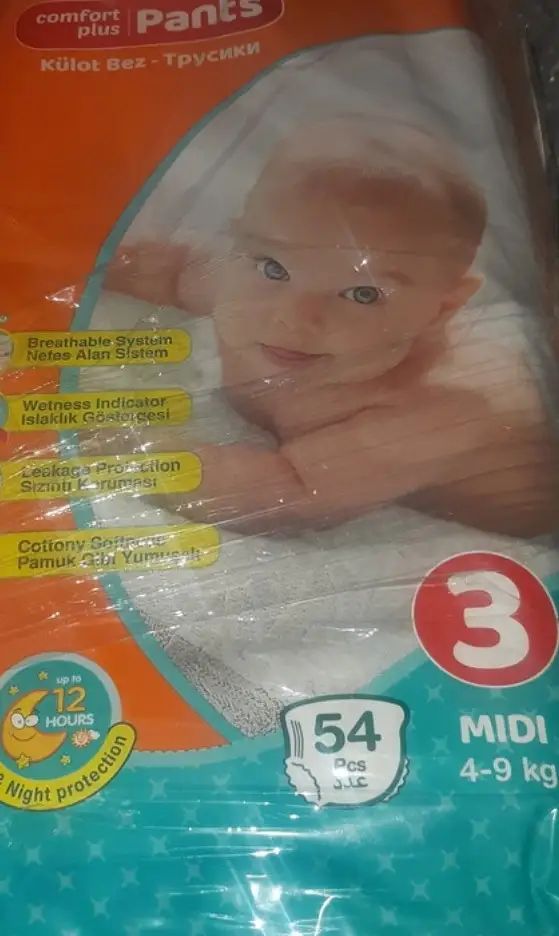 comfort
plus
Pants
Külot Bez - Трусики
Breathable System
Nefes Alan Sistem
Wetness Indicator
Islaklık Göstergesi
Leakage Protection
Sızıntı Koruması
Cottony Softness
Pamuk Gibi Yumuşak
up to
12
HOURS
Night protection
3
54
Pcs
عدد
MIDI
4-9 kg